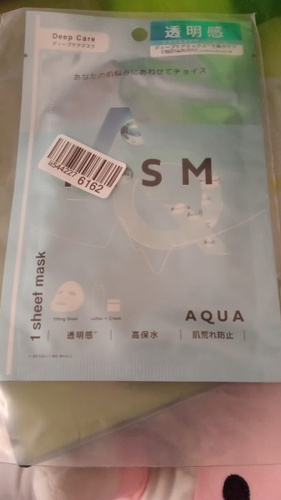 Deep Care
ディープケアマスク
透明感
あなたの肌悩みにあわせてチョイス
SM
6162
1 sheet mask
AQUA
透明感
高保水
肌荒れ防止